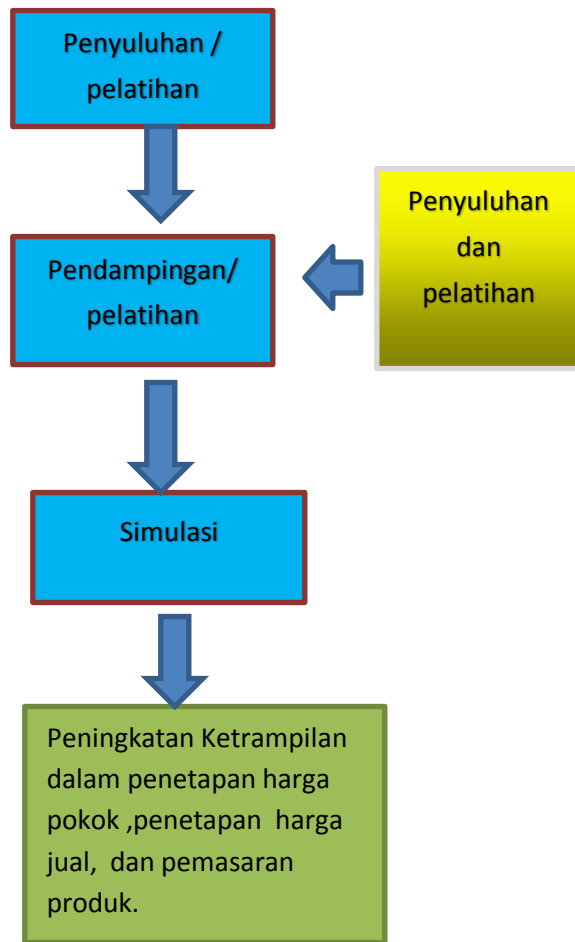 Penyuluhan /
pelatihan
Penyuluhan
dan
pelatihan
Pendampingan/
pelatihan
Simulasi
Peningkatan Ketrampilan
dalam penetapan harga
pokok ,penetapan harga
jual, dan pemasaran
produk.